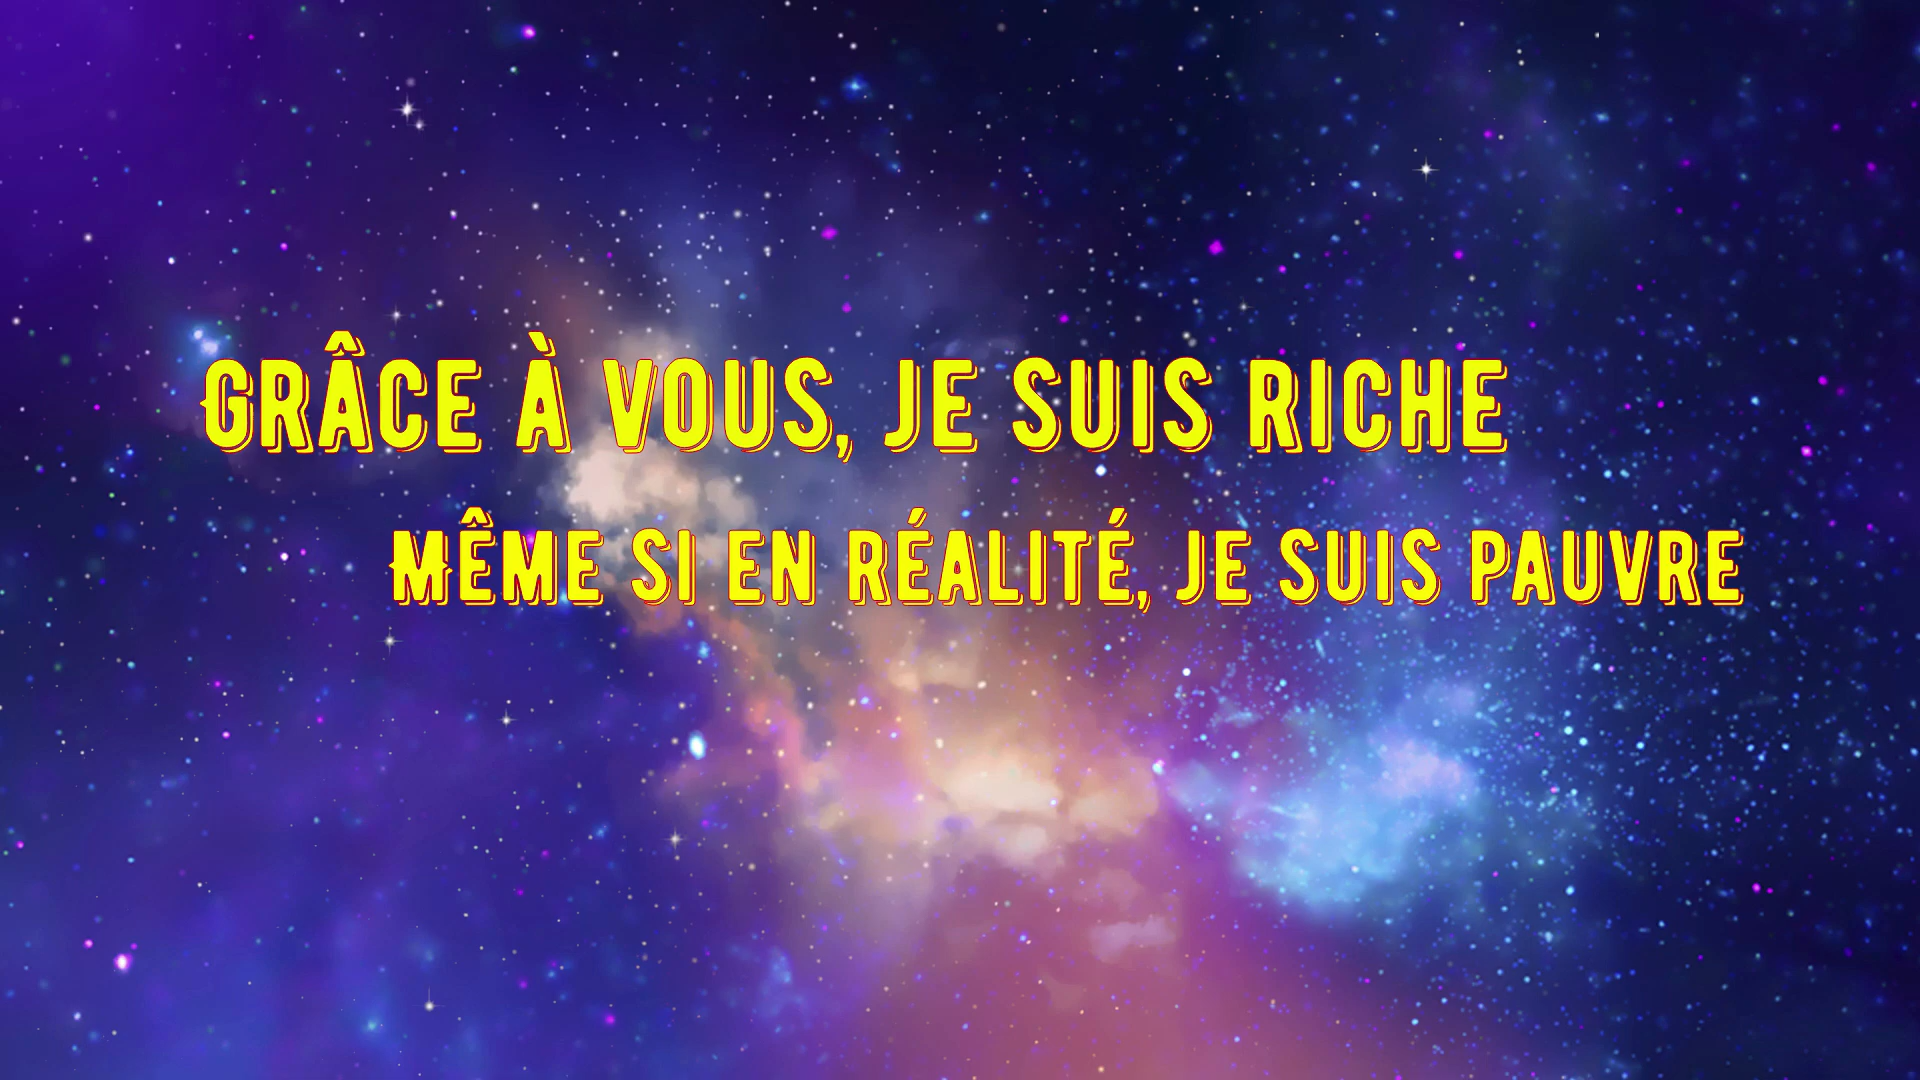 GRÂCE À VOUS, JE SUIS RICHE
MÊME SI EN RÉALITÉ, JE SUIS PAUVRE